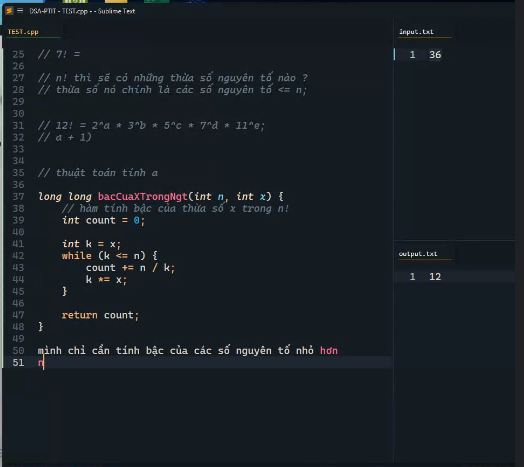 DSA-PTIT - TEST.cpp - - Sublime Text
TEST.cpp
25 // 7! =
26
27 // n! thì sẽ có những thừa số nguyên tố nào ?
28 // thừa số nó chính là các số nguyên tố <= n;
29
30
31 // 12! = 2^a * 3^b * 5^c * 7^d * 11^e;
32 // a + 1)
33
34
35 // thuật toán tính a
36
37 long long bacCuaXTrongNgt(int n, int x) {
38 // hàm tính bậc của thừa số x trong n!
39 int count = 0;
40
41 int k = x;
42 while (k <= n) {
43 count += n / k;
44 k *= x;
45 }
46
47 return count;
48 }
49
50 mình chỉ cần tính bậc của các số nguyên tố nhỏ hơn
51 n
input.txt
1 36
output.txt
1 12